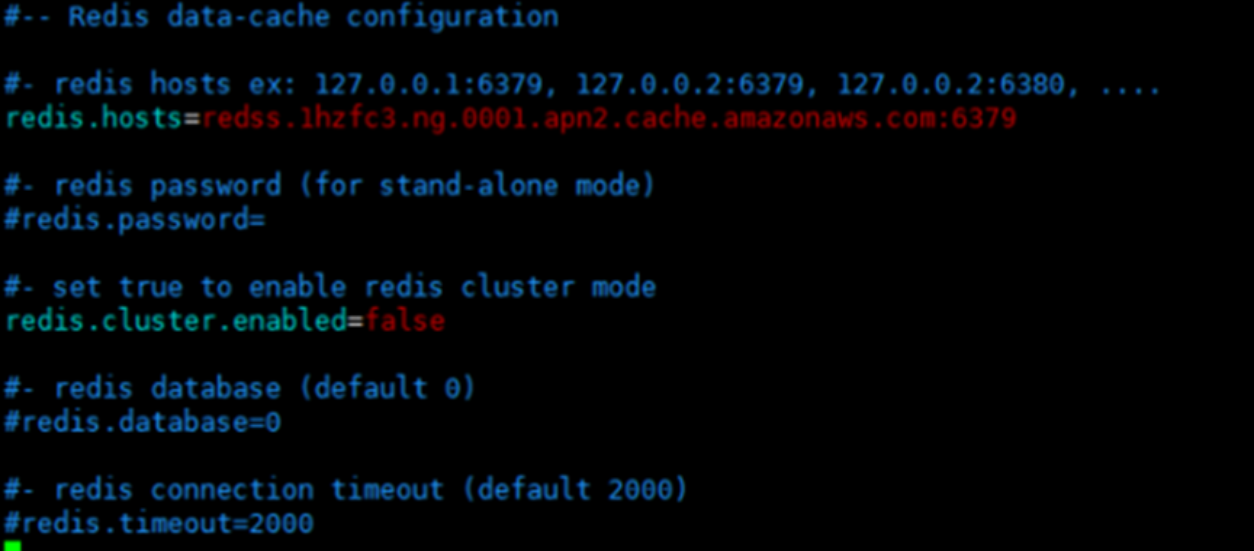 #-- Redis data-cache configuration
#- redis hosts ex: 127.0.0.1:6379, 127.0.0.2:6379, 127.0.0.2:6380, ....
redis.hosts=redss.1hzfc3.ng.0001.apn2.cache.amazonaws.com:6379
#- redis password (for stand-alone mode)
#redis.password=
#- set true to enable redis cluster mode
redis.cluster.enabled=false
#- redis database (default 0)
#redis.database=0
#- redis connection timeout (default 2000)
#redis.timeout=2000